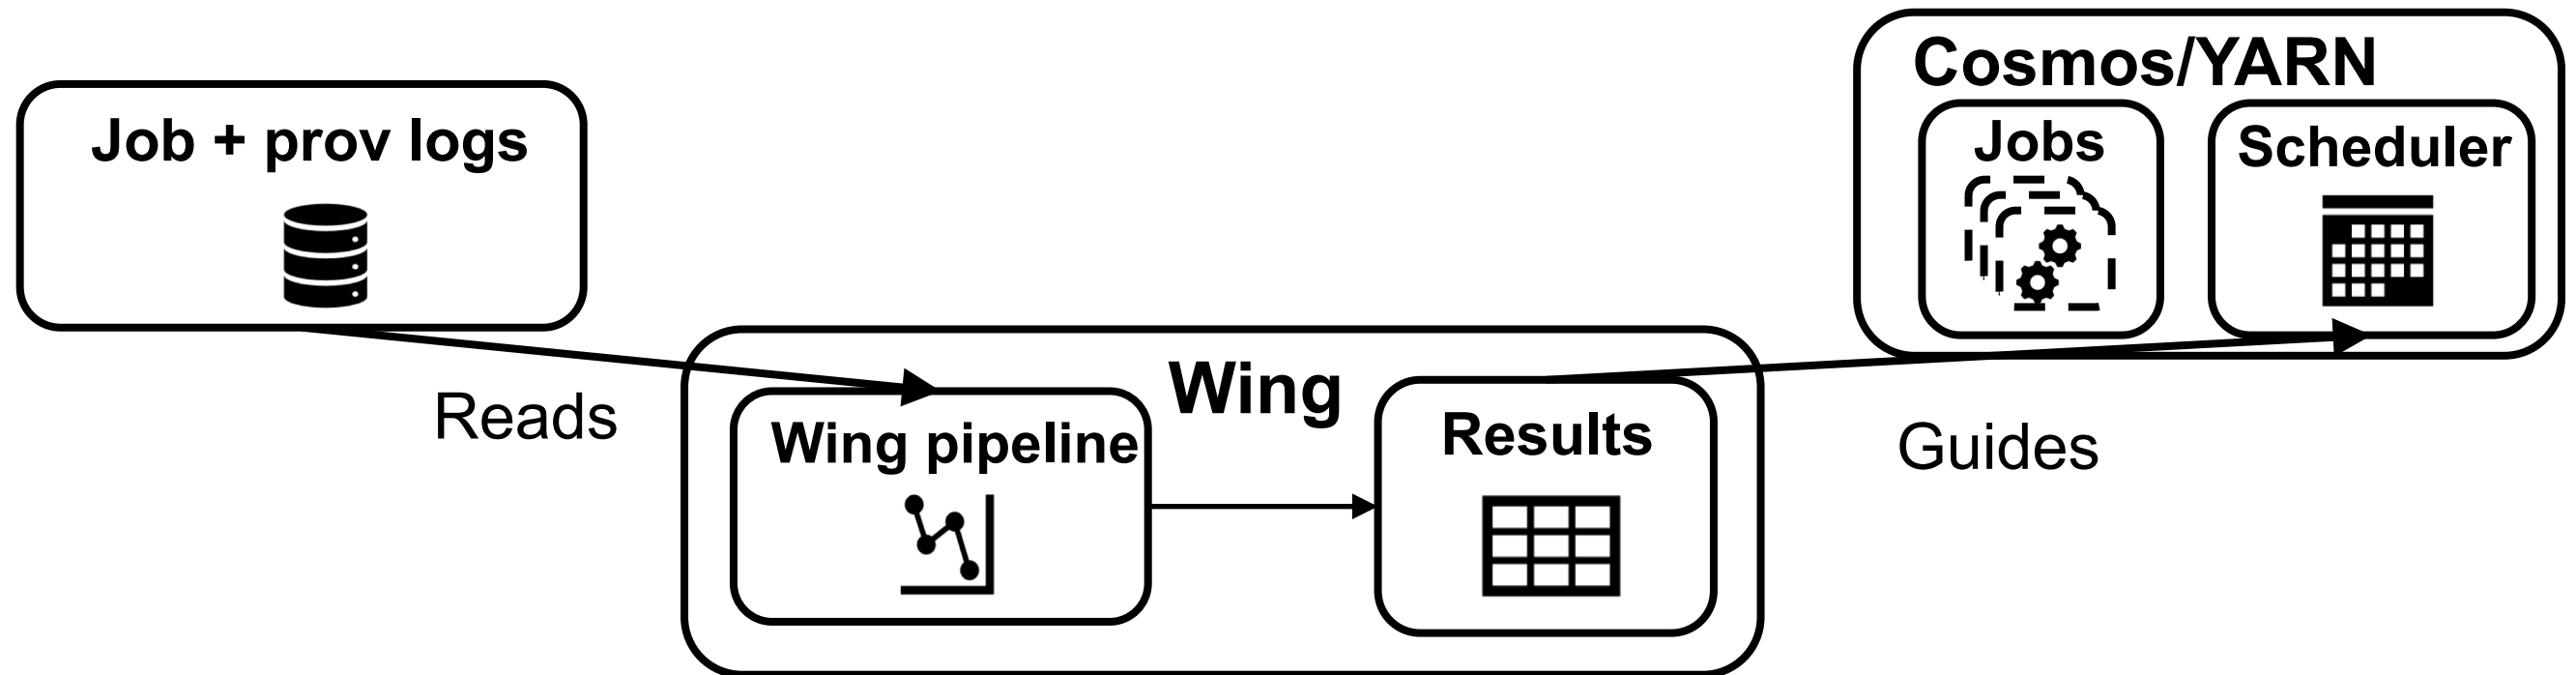 Job + prov logs
Reads
Wing
Wing pipeline
Results
Guides
Cosmos/YARN
Jobs
Scheduler